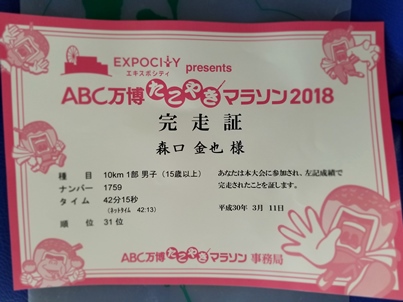 EXPOCITY presents
エキスポシティ
ABC万博たこやきマラソン2018
完走証
森口 金也 様
種目 10km 1部 男子(15歳以上)
ナンバー 1759
タイム 42分15秒
(ネットタイム 42:13)
順位 31位
あなたは本大会に参加され、左記成績で
完走されたことを証します。
平成30年 3月 11日
ABC万博たこやきマラソン 事務局